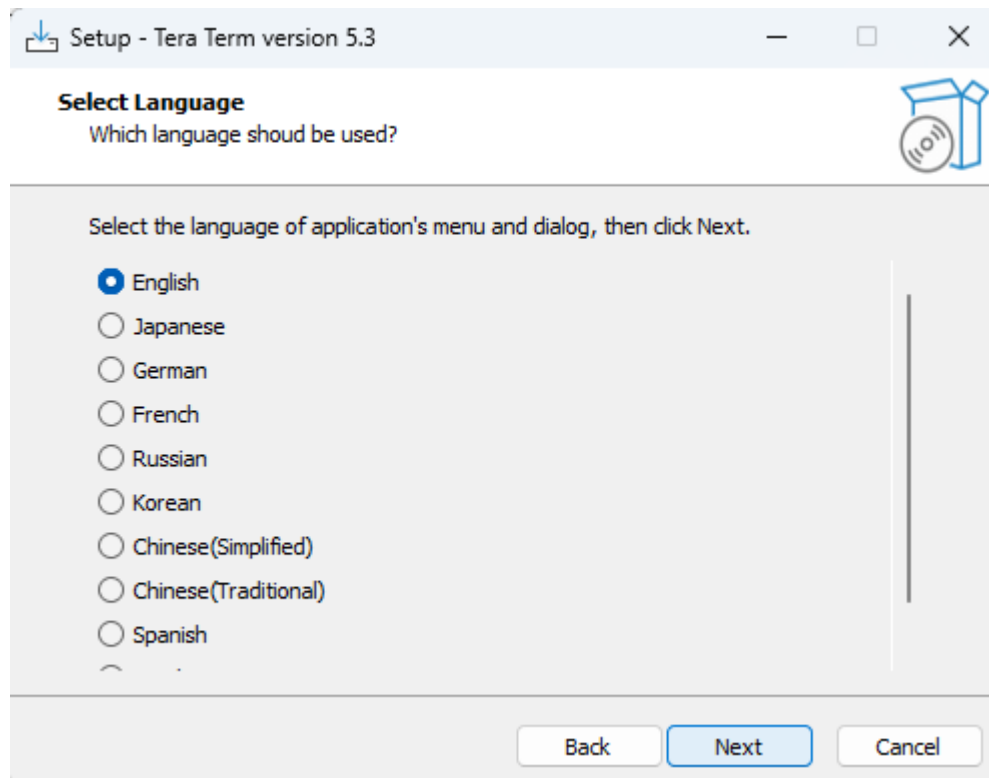 Setup - Tera Term version 5.3
Select Language
Which language shoud be used?
Select the language of application's menu and dialog, then click Next.
English
Japanese
German
French
Russian
Korean
Chinese(Simplified)
Chinese(Traditional)
Spanish
Back Next Cancel